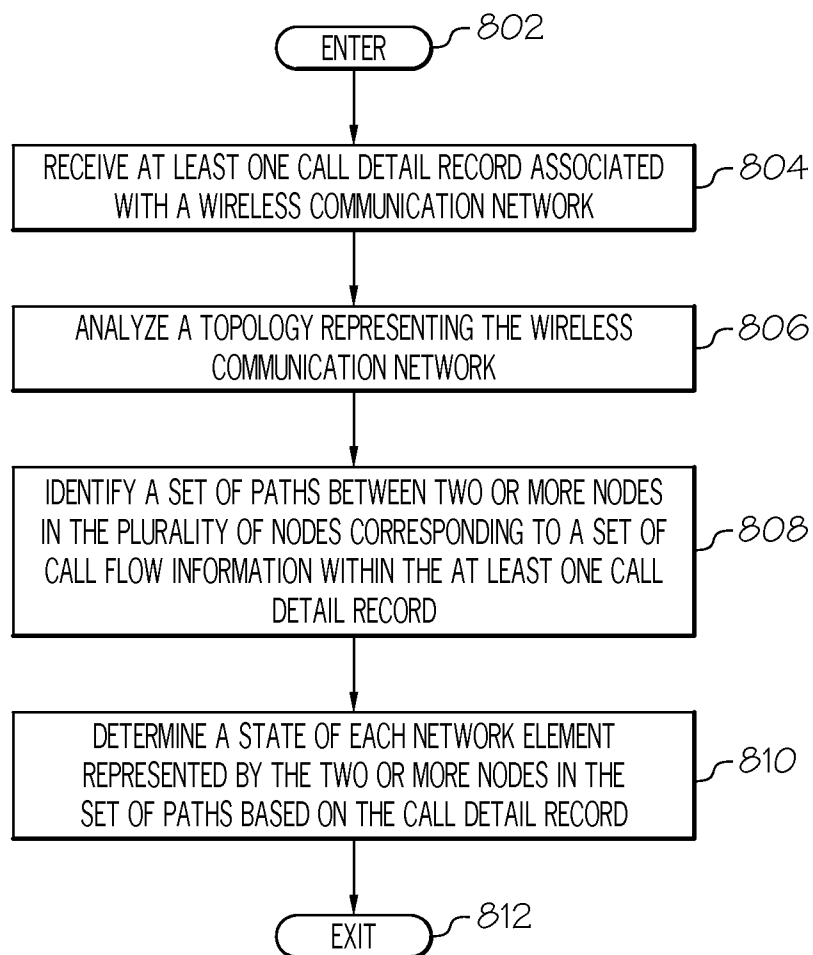 ENTER
802
RECEIVE AT LEAST ONE CALL DETAIL RECORD ASSOCIATED
WITH A WIRELESS COMMUNICATION NETWORK
804
ANALYZE A TOPOLOGY REPRESENTING THE WIRELESS
COMMUNICATION NETWORK
806
IDENTIFY A SET OF PATHS BETWEEN TWO OR MORE NODES
IN THE PLURALITY OF NODES CORRESPONDING TO A SET OF
CALL FLOW INFORMATION WITHIN THE AT LEAST ONE CALL
DETAIL RECORD
808
DETERMINE A STATE OF EACH NETWORK ELEMENT
REPRESENTED BY THE TWO OR MORE NODES IN THE
SET OF PATHS BASED ON THE CALL DETAIL RECORD
810
EXIT
812